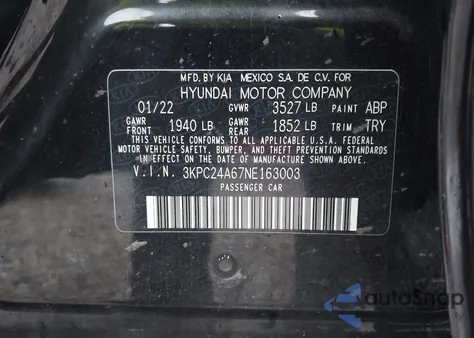 MFD. BY KIA MEXICO S.A. DE C.V. FOR
HYUNDAI MOTOR COMPANY
01/22 GVWR 3527 LB PAINT ABP
GAWR FRONT 1940 LB GAWR REAR 1852 LB TRIM TRY
THIS VEHICLE CONFORMS TO ALL APPLICABLE U.S.A. FEDERAL
MOTOR VEHICLE SAFETY, BUMPER, AND THEFT PREVENTION STANDARDS
IN EFFECT ON THE DATE OF MANUFACTURE SHOWN ABOVE.
V.I.N. 3KPC24A67NE163003
PASSENGER CAR
autoSnap